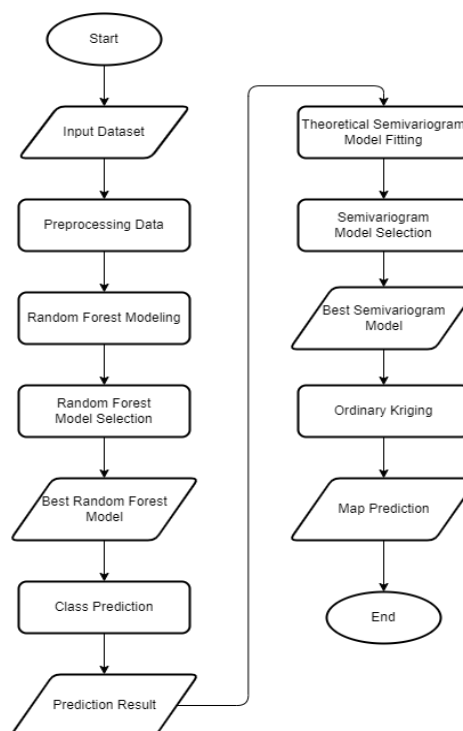 Start
Input Dataset
Preprocessing Data
Random Forest Modeling
Random Forest
Model Selection
Best Random Forest
Model
Class Prediction
Prediction Result
Theoretical Semivariogram
Model Fitting
Semivariogram
Model Selection
Best Semivariogram
Model
Ordinary Kriging
Map Prediction
End